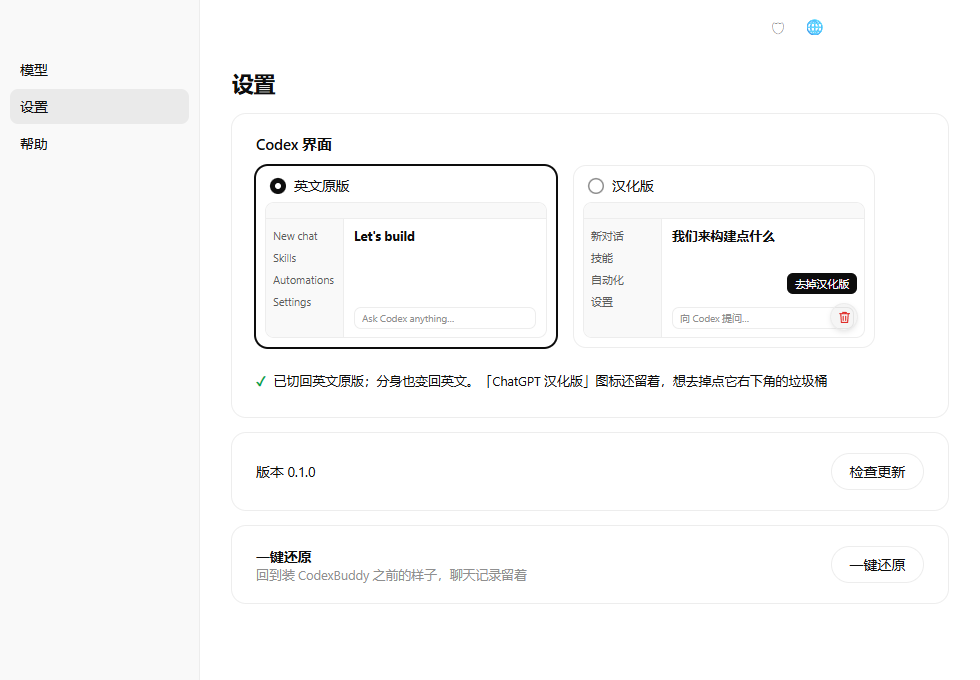 模型
设置
帮助
设置
Codex 界面
英文原版
New chat
Skills
Automations
Settings
Let's build
Ask Codex anything...
汉化版
新对话
技能
自动化
设置
我们来构建点什么
去掉汉化版
向 Codex 提问...
✓ 已切回英文原版；分身也变回英文。「ChatGPT 汉化版」图标还留着，想去掉点它右下角的垃圾桶
版本 0.1.0
检查更新
一键还原
回到装 CodexBuddy 之前的样子，聊天记录留着
一键还原